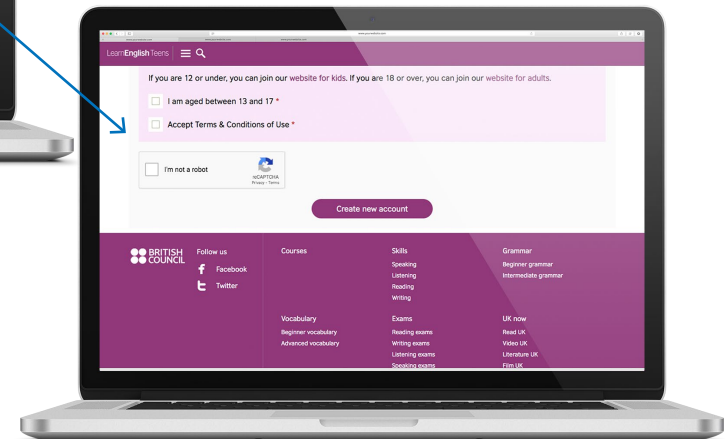 LearnEnglish Teens
If you are 12 or under, you can join our website for kids. If you are 18 or over, you can join our website for adults.
I am aged between 13 and 17 *
Accept Terms & Conditions of Use *
I'm not a robot
reCAPTCHA
Privacy - Terms
Create new account
BRITISH
COUNCIL
Follow us
Facebook
Twitter
Courses
Skills
Speaking
Listening
Reading
Writing
Grammar
Beginner grammar
Intermediate grammar
Vocabulary
Beginner vocabulary
Advanced vocabulary
Exams
Reading exams
Writing exams
Listening exams
Speaking exams
UK now
Read UK
Video UK
Literature UK
Film UK